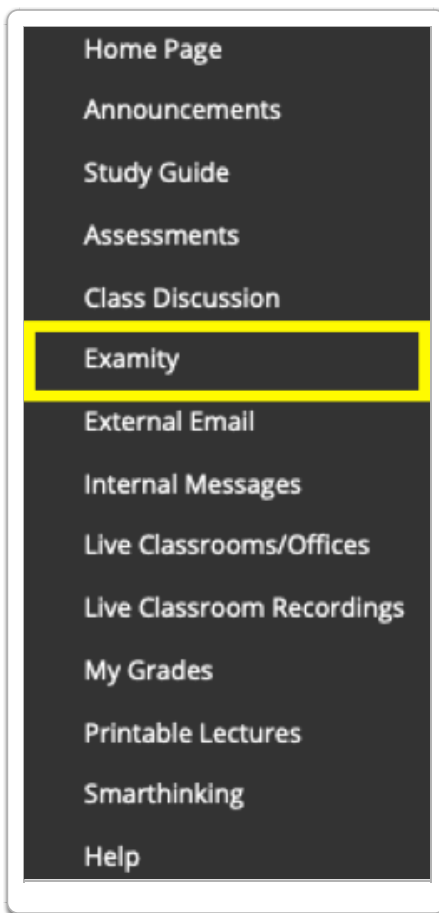 Home Page
Announcements
Study Guide
Assessments
Class Discussion
Examity
External Email
Internal Messages
Live Classrooms/Offices
Live Classroom Recordings
My Grades
Printable Lectures
Smarthinking
Help